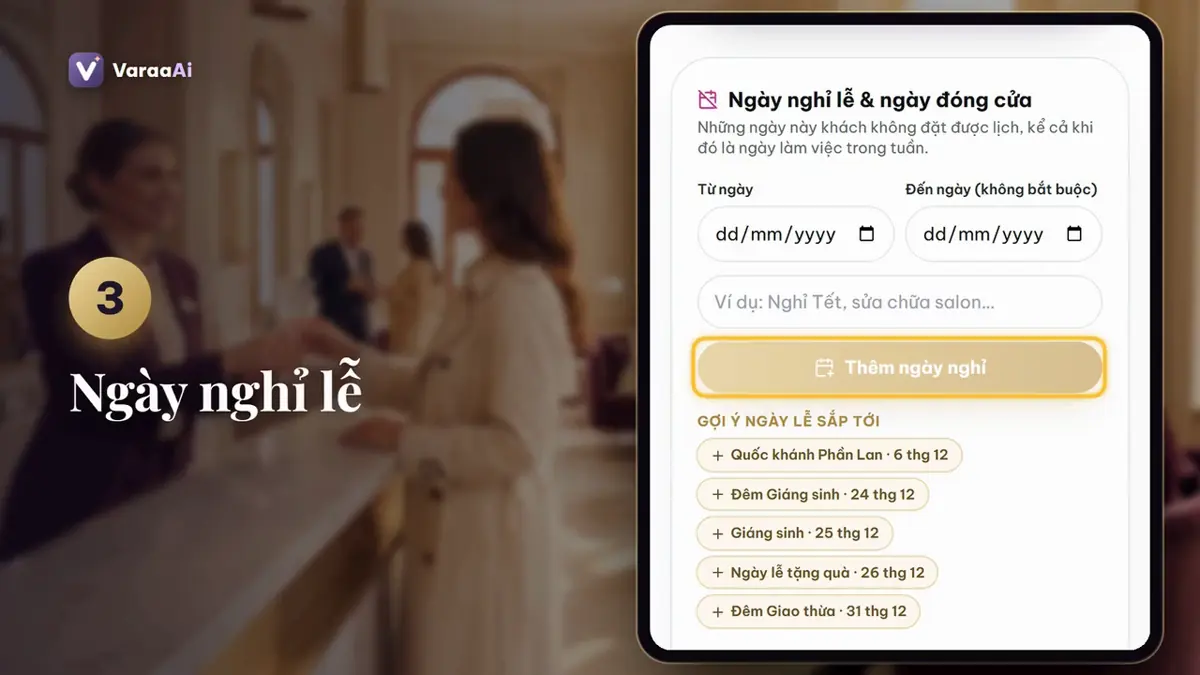 VaraaAi
3
Ngày nghỉ lễ
Ngày nghỉ lễ & ngày đóng cửa
Những ngày này khách không đặt được lịch, kể cả khi
đó là ngày làm việc trong tuần.
Từ ngày
Đến ngày (không bắt buộc)
dd/mm/yyyy
dd/mm/yyyy
Ví dụ: Nghỉ Tết, sửa chữa salon...
Thêm ngày nghỉ
GỢI Ý NGÀY LỄ SẮP TỚI
+ Quốc khánh Phần Lan · 6 thg 12
+ Đêm Giáng sinh · 24 thg 12
+ Giáng sinh · 25 thg 12
+ Ngày lễ tặng quà · 26 thg 12
+ Đêm Giao thừa · 31 thg 12